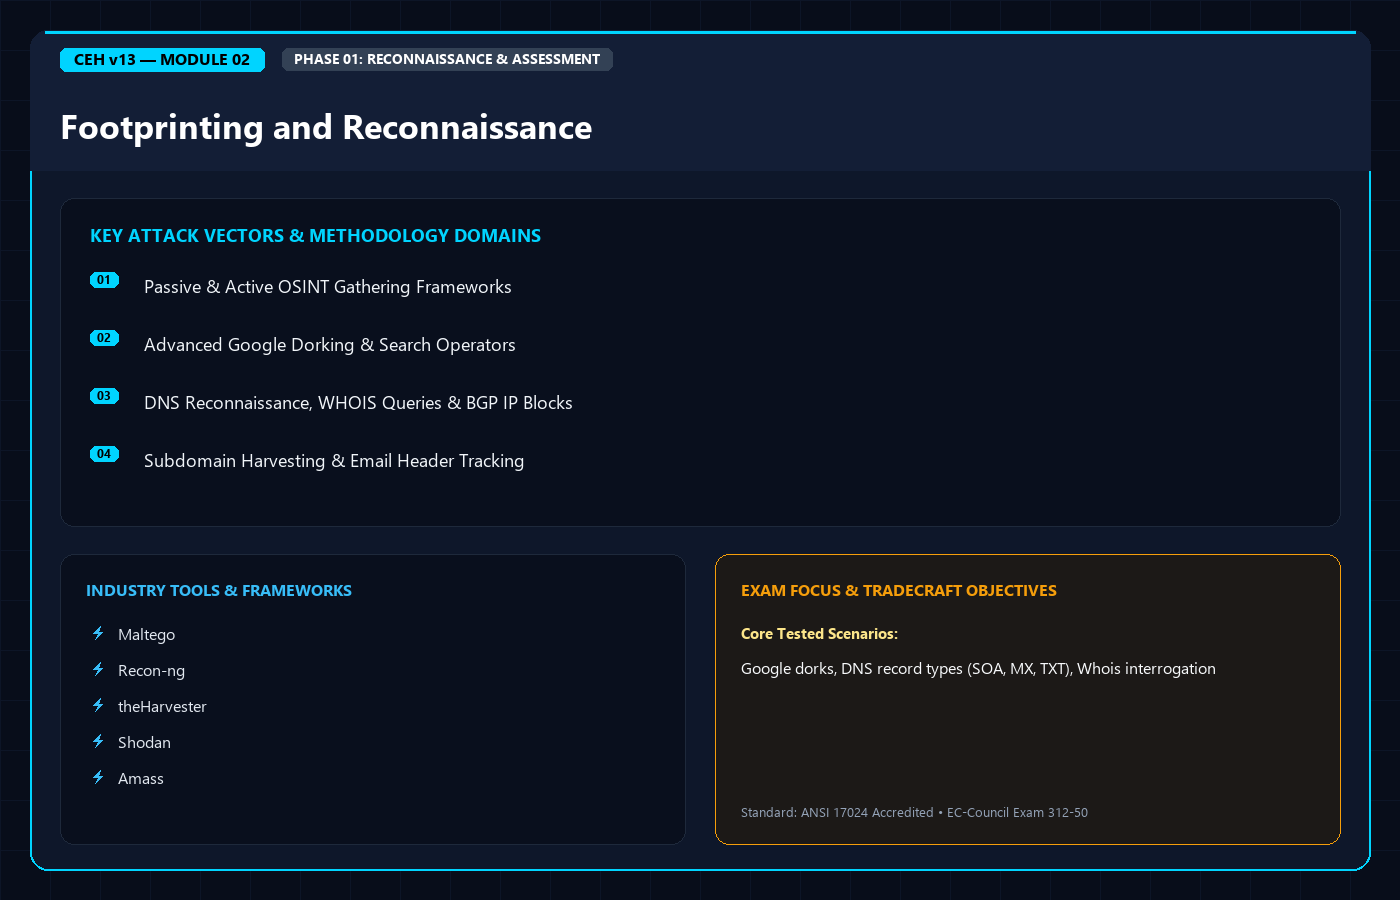 CEH v13 — MODULE 02
PHASE 01: RECONNAISSANCE & ASSESSMENT
Footprinting and Reconnaissance
KEY ATTACK VECTORS & METHODOLOGY DOMAINS
01 Passive & Active OSINT Gathering Frameworks
02 Advanced Google Dorking & Search Operators
03 DNS Reconnaissance, WHOIS Queries & BGP IP Blocks
04 Subdomain Harvesting & Email Header Tracking
INDUSTRY TOOLS & FRAMEWORKS
Maltego
Recon-ng
theHarvester
Shodan
Amass
EXAM FOCUS & TRADECRAFT OBJECTIVES
Core Tested Scenarios:
Google dorks, DNS record types (SOA, MX, TXT), Whois interrogation
Standard: ANSI 17024 Accredited • EC-Council Exam 312-50